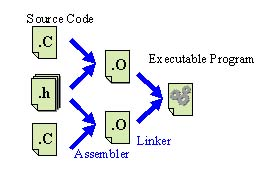 Source Code
.C
.O
Executable Program
.h
.O
.C
Assembler
Linker